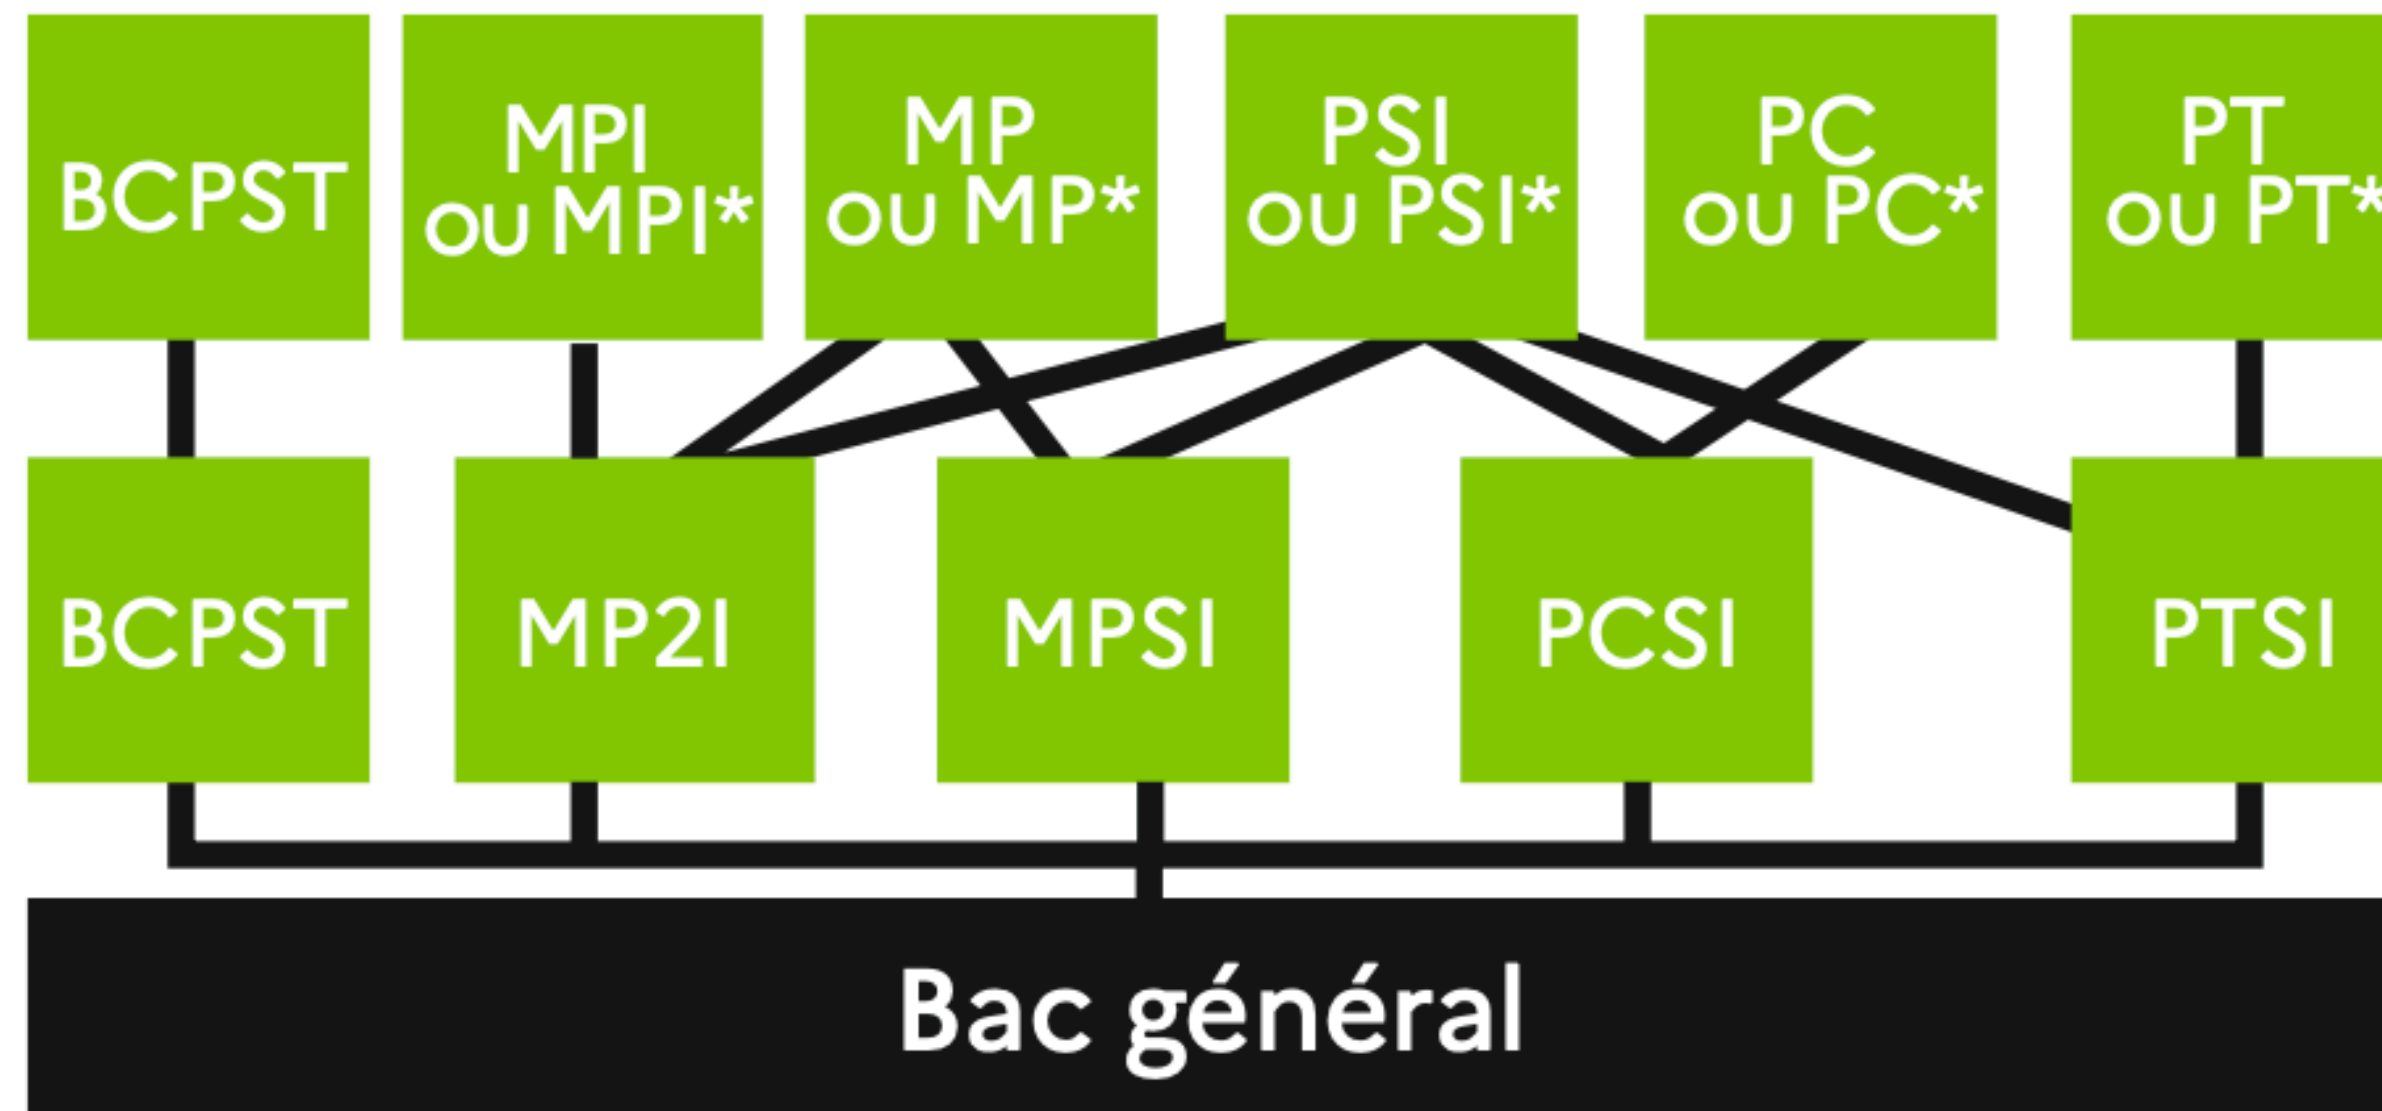 BCPST
MPI
ou MPI*
MP
ou MP*
PSI
ou PSI*
PC
ou PC*
PT
ou PT*
BCPST
MP2I
MPSI
PCSI
PTSI
Bac général